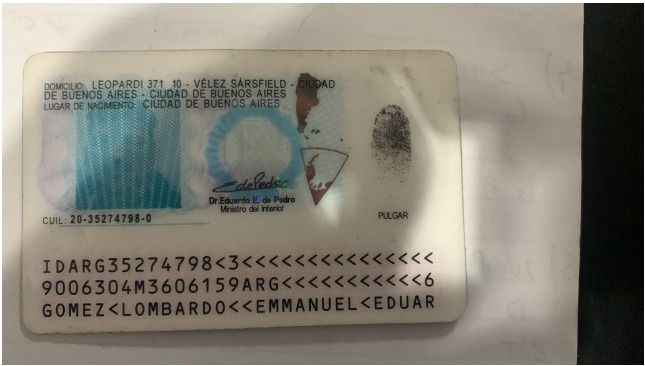 DOMICILIO: LEOPARDI 371 10 - VÉLEZ SÁRSFIELD - CIUDAD
DE BUENOS AIRES - CIUDAD DE BUENOS AIRES
LUGAR DE NACIMIENTO: CIUDAD DE BUENOS AIRES
Dr.Eduardo E. de Pedro
Ministro del Interior
CUIL: 20-35274798-0
PULGAR
IDARG35274798<3<<<<<<<<<<<<<<<
9006304M3606159ARG<<<<<<<<<<<6
GOMEZ<LOMBARDO<<EMMANUEL<EDUAR